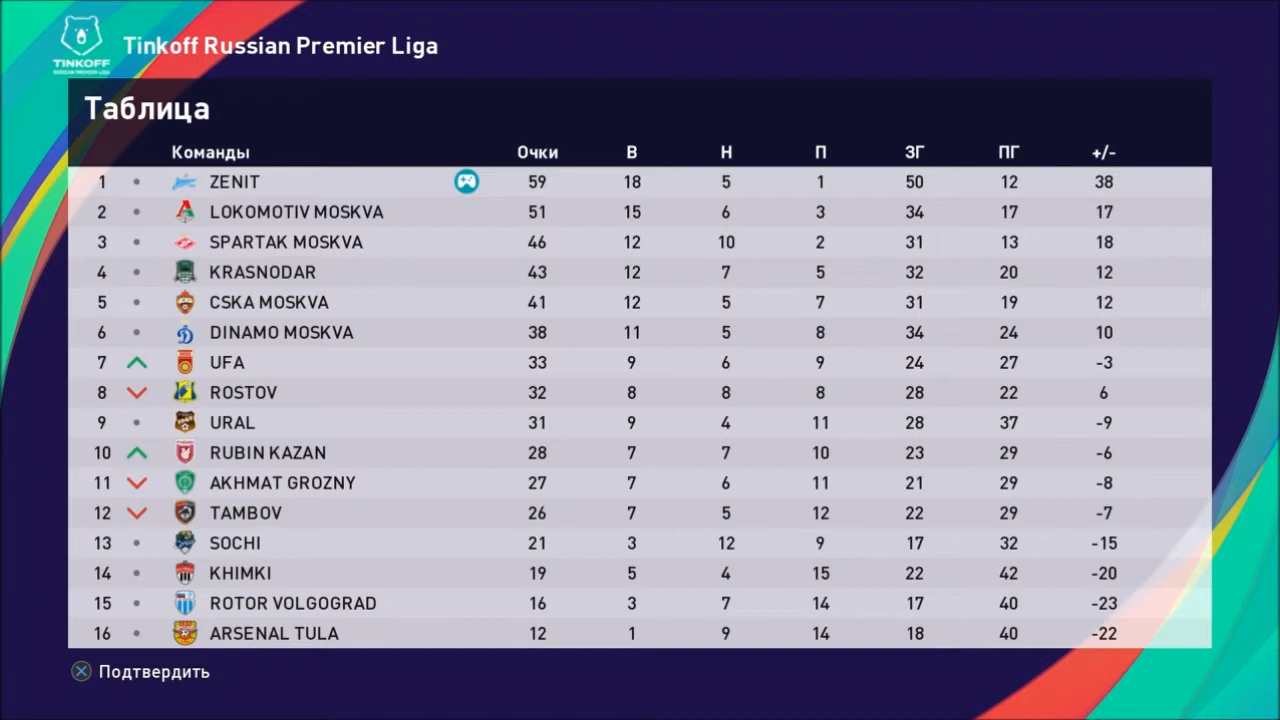 Tinkoff Russian Premier Liga
TINKOFF
RUSSIAN PREMIER LIGA
Таблица
Команды Очки В Н П ЗГ ПГ +/-
1 ZENIT 59 18 5 1 50 12 38
2 LOKOMOTIV MOSKVA 51 15 6 3 34 17 17
3 SPARTAK MOSKVA 46 12 10 2 31 13 18
4 KRASNODAR 43 12 7 5 32 20 12
5 CSKA MOSKVA 41 12 5 7 31 19 12
6 DINAMO MOSKVA 38 11 5 8 34 24 10
7 UFA 33 9 6 9 24 27 -3
8 ROSTOV 32 8 8 8 28 22 6
9 URAL 31 9 4 11 28 37 -9
10 RUBIN KAZAN 28 7 7 10 23 29 -6
11 AKHMAT GROZNY 27 7 6 11 21 29 -8
12 TAMBOV 26 7 5 12 22 29 -7
13 SOCHI 21 3 12 9 17 32 -15
14 KHIMKI 19 5 4 15 22 42 -20
15 ROTOR VOLGOGRAD 16 3 7 14 17 40 -23
16 ARSENAL TULA 12 1 9 14 18 40 -22
Подтвердить